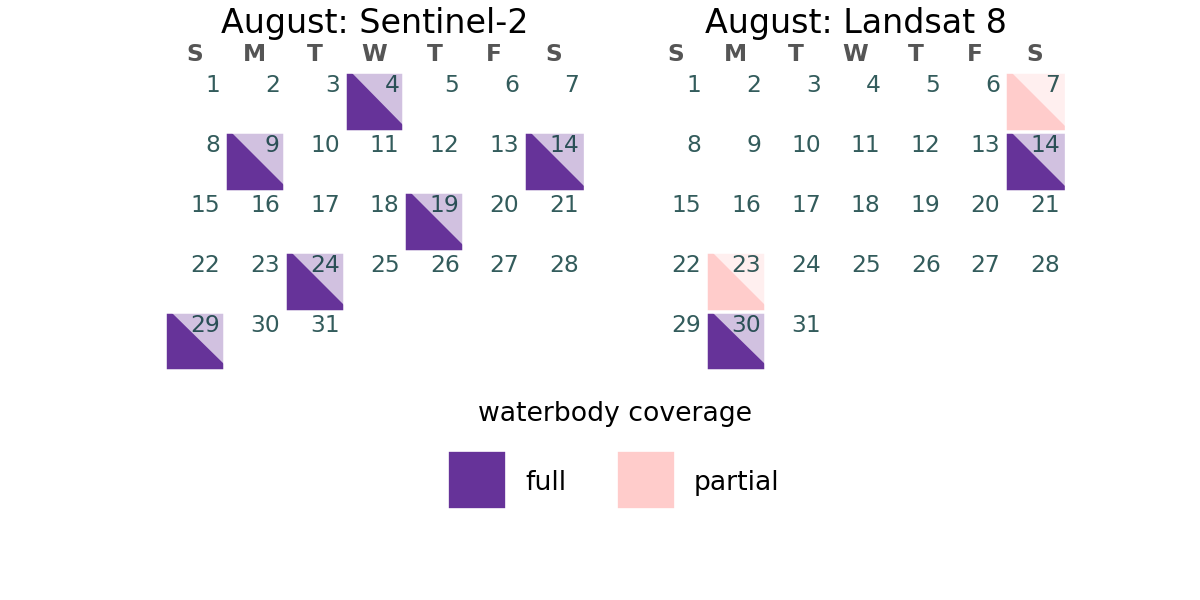 August: Sentinel-2
S M T W T F S
1 2 3 4 5 6 7
8 9 10 11 12 13 14
15 16 17 18 19 20 21
22 23 24 25 26 27 28
29 30 31
August: Landsat 8
S M T W T F S
1 2 3 4 5 6 7
8 9 10 11 12 13 14
15 16 17 18 19 20 21
22 23 24 25 26 27 28
29 30 31
waterbody coverage
full partial